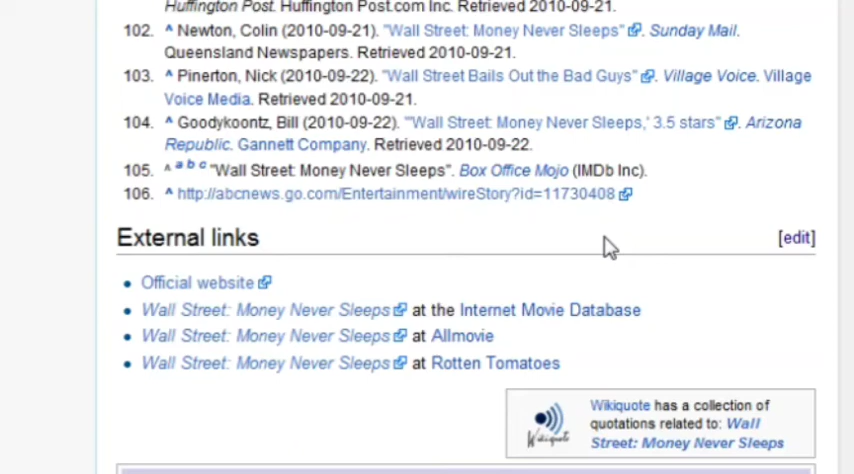 Huffington Post. Huffington Post.com Inc. Retrieved 2010-09-21.
102. ^ Newton, Colin (2010-09-21). "Wall Street: Money Never Sleeps". Sunday Mail.
Queensland Newspapers. Retrieved 2010-09-21.
103. ^ Pinerton, Nick (2010-09-22). "Wall Street Bails Out the Bad Guys". Village Voice. Village
Voice Media. Retrieved 2010-09-21.
104. ^ Goodykoontz, Bill (2010-09-22). "'Wall Street: Money Never Sleeps,' 3.5 stars". Arizona
Republic. Gannett Company. Retrieved 2010-09-22.
105. ^ a b c "Wall Street: Money Never Sleeps". Box Office Mojo (IMDb Inc).
106. ^ http://abcnews.go.com/Entertainment/wireStory?id=11730408
External links [edit]
• Official website
• Wall Street: Money Never Sleeps at the Internet Movie Database
• Wall Street: Money Never Sleeps at Allmovie
• Wall Street: Money Never Sleeps at Rotten Tomatoes
Wikiquote has a collection of
quotations related to: Wall
Street: Money Never Sleeps
Wikiquote